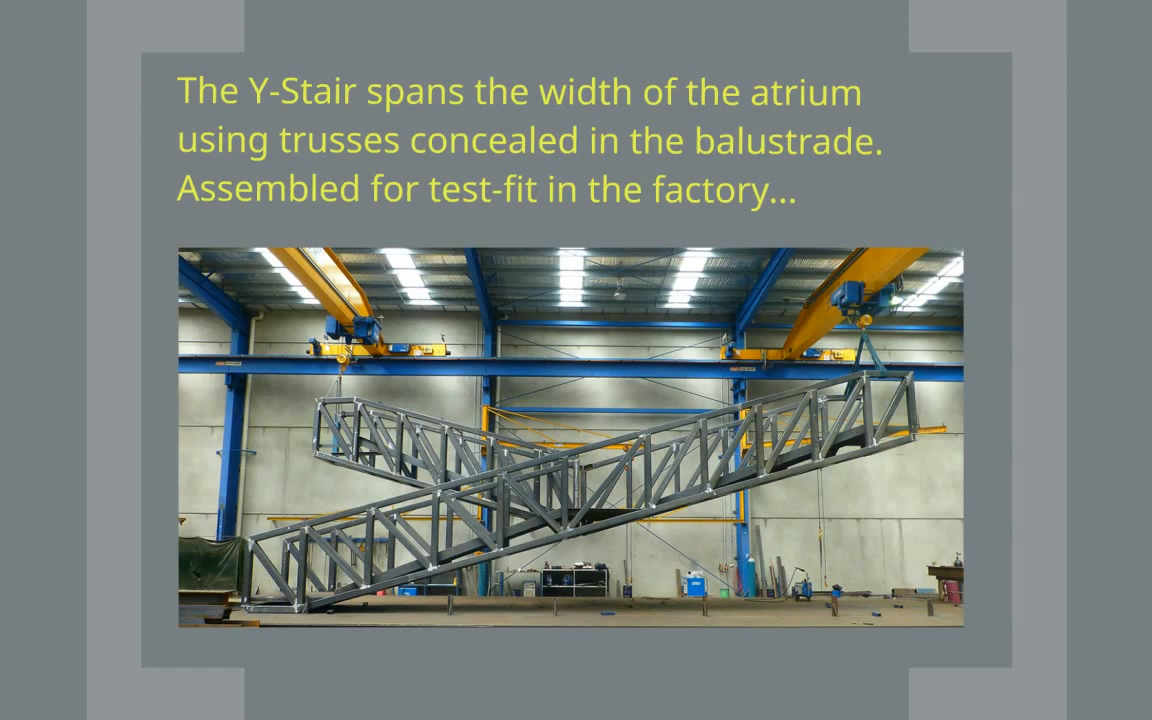 The Y-Stair spans the width of the atrium
using trusses concealed in the balustrade.
Assembled for test-fit in the factory...